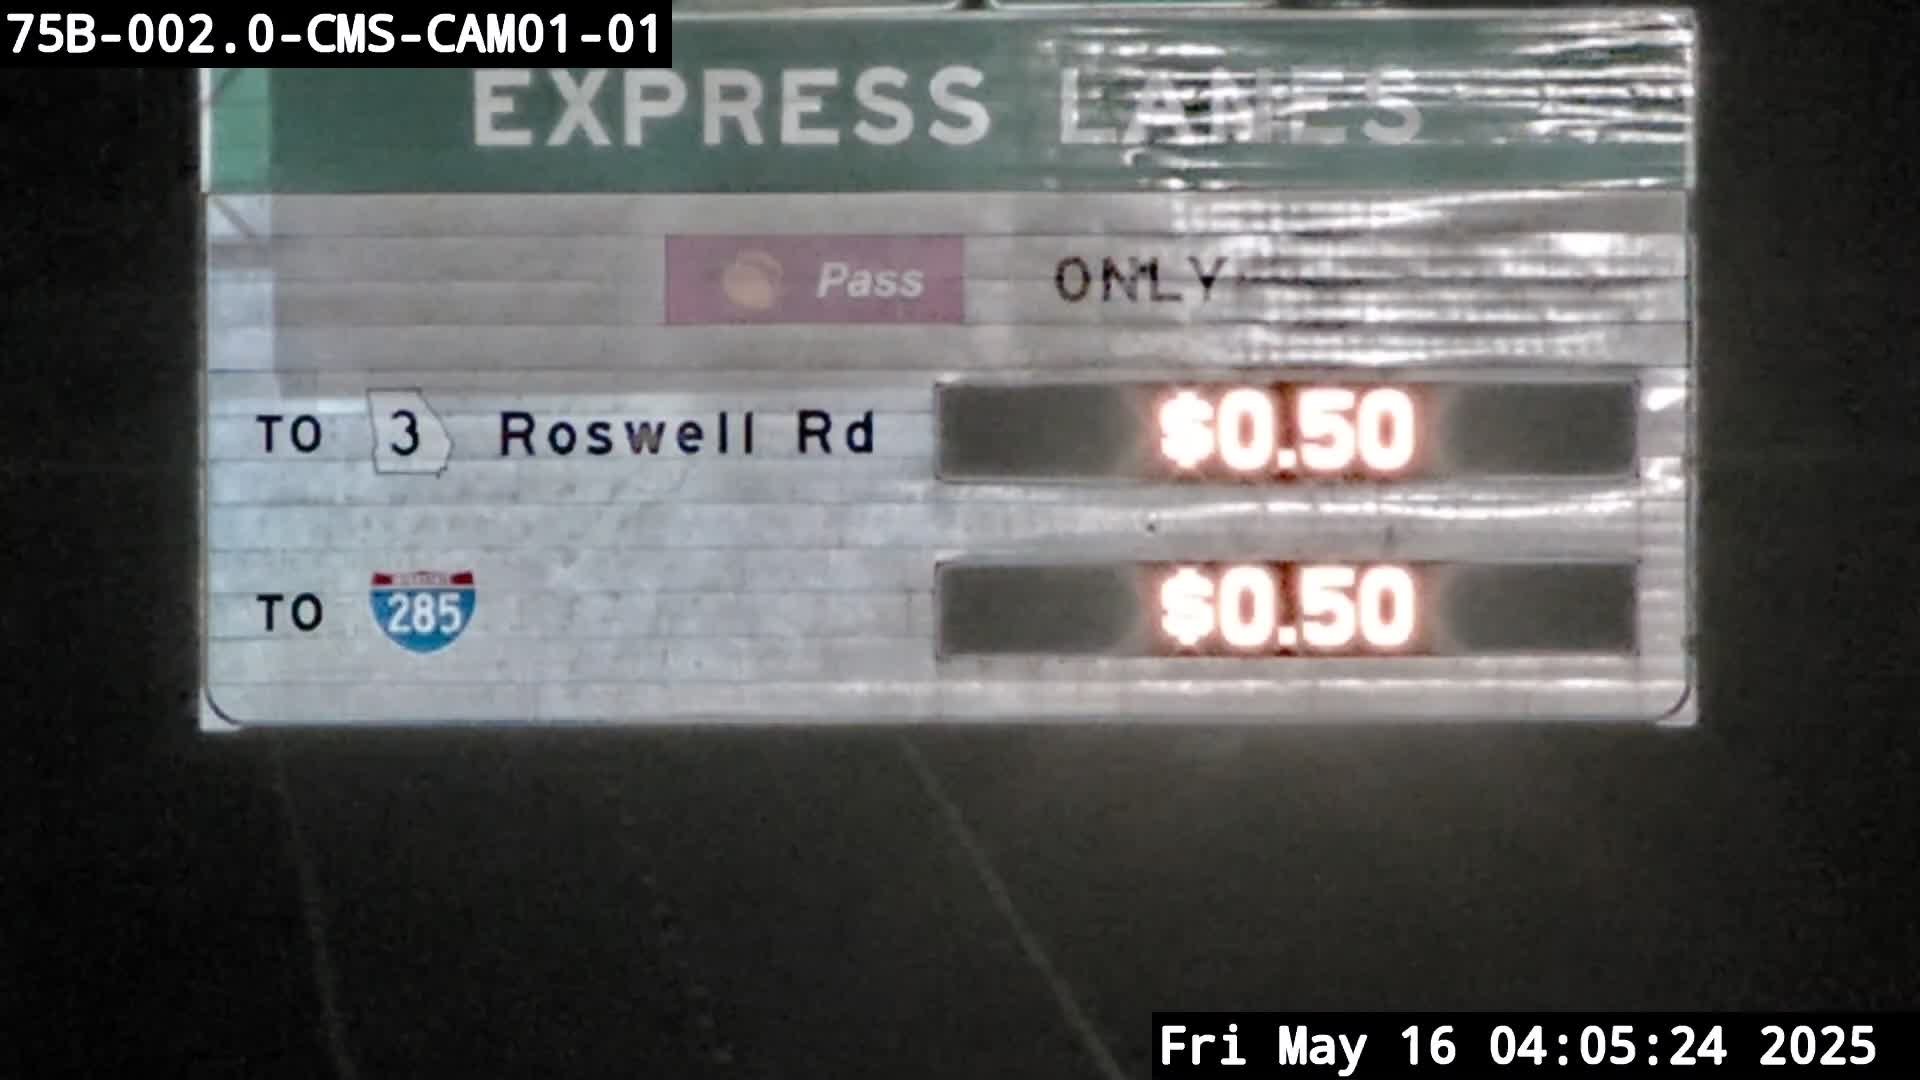 75B-002.0-CMS-CAM01-01
EXPRESS LANES
Pass ONLY
TO 3 Roswell Rd $0.50
TO 285 $0.50
Fri May 16 04:05:24 2025